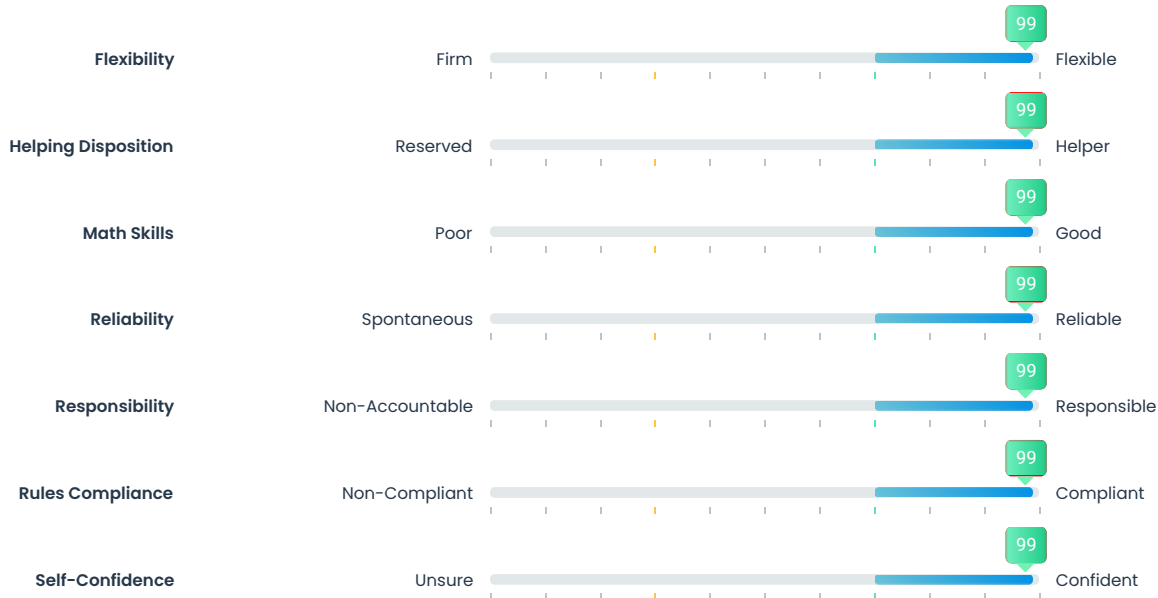 99
Flexibility Firm Flexible
99
Helping Disposition Reserved Helper
99
Math Skills Poor Good
99
Reliability Spontaneous Reliable
99
Responsibility Non-Accountable Responsible
99
Rules Compliance Non-Compliant Compliant
99
Self-Confidence Unsure Confident